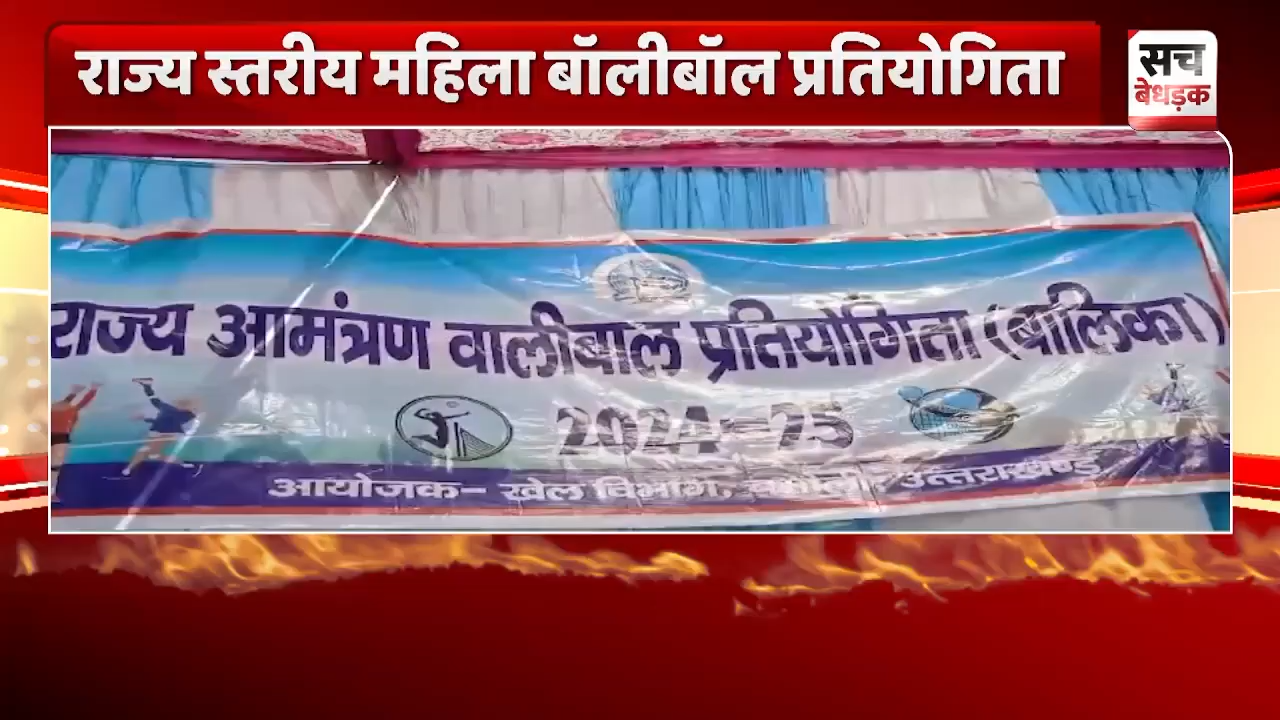 राज्य स्तरीय महिला बॉलीबॉल प्रतियोगिता
सच
बेधड़क
राज्य आमंत्रण वालीबाल प्रतियोगिता (बालिका)
2024-25
आयोजक- खेल विभाग, उत्तराखण्ड